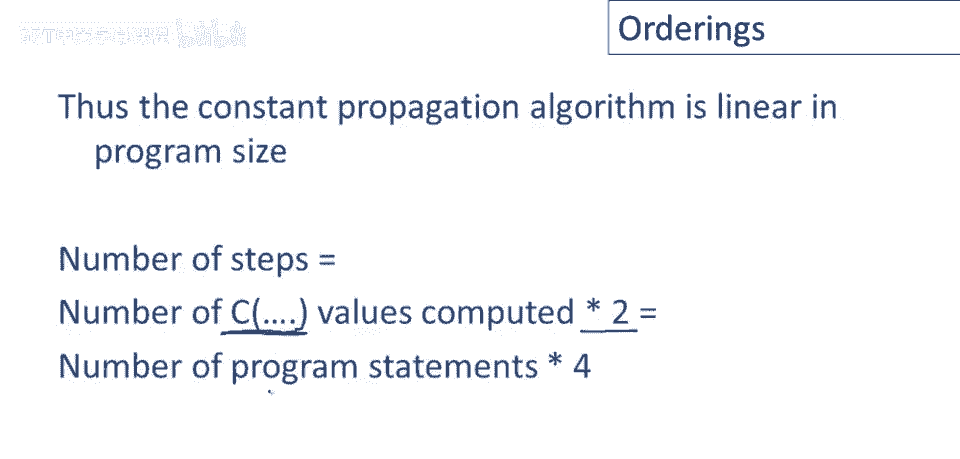 Orderings
Thus the constant propagation algorithm is linear in
program size
Number of steps =
Number of C(....) values computed * 2 =
Number of program statements * 4